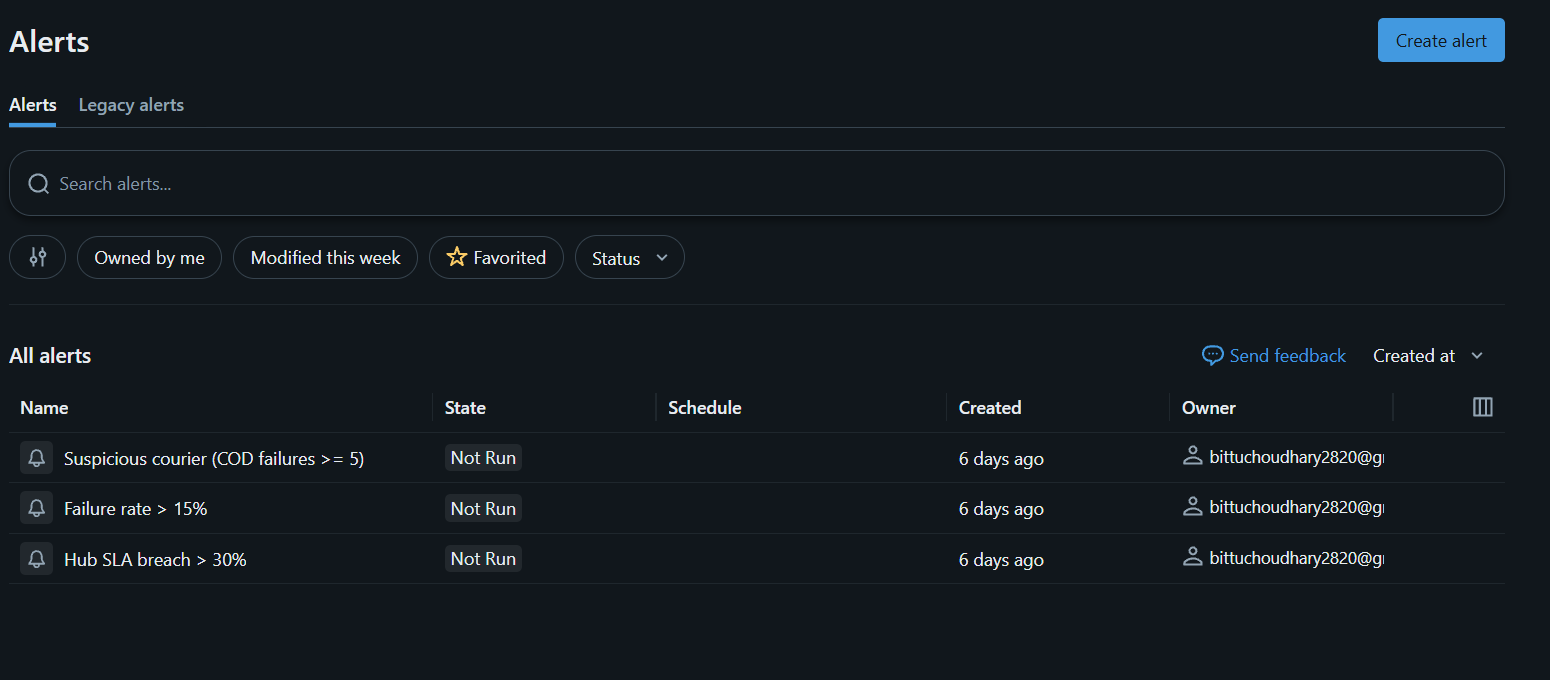 Alerts
Create alert
Alerts Legacy alerts
Search alerts...
Owned by me Modified this week Favorited Status
All alerts Send feedback Created at
Name State Schedule Created Owner
Suspicious courier (COD failures >= 5) Not Run 6 days ago bittuchoudhary2820@g
Failure rate > 15% Not Run 6 days ago bittuchoudhary2820@g
Hub SLA breach > 30% Not Run 6 days ago bittuchoudhary2820@g